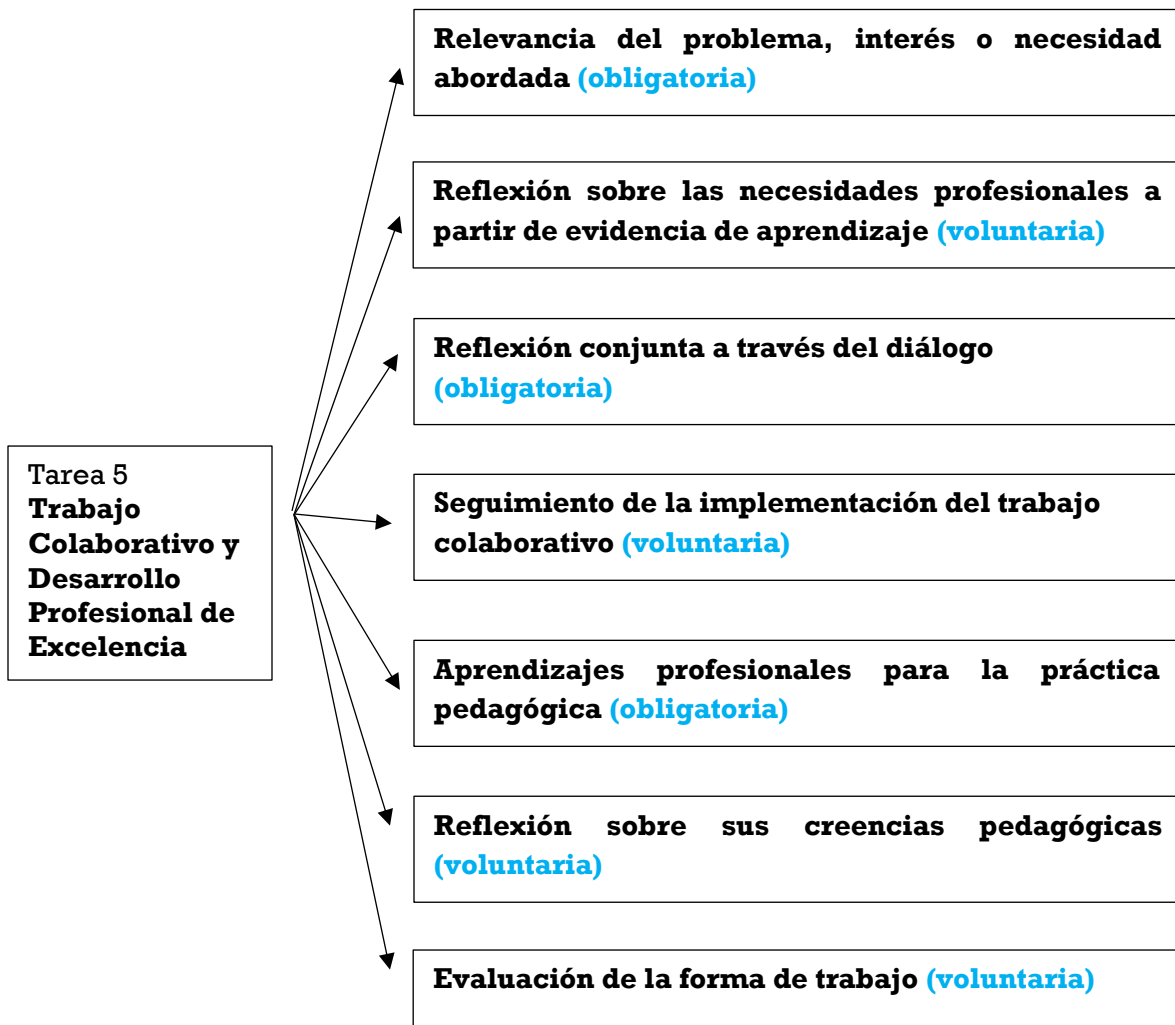 Relevancia del problema, interés o necesidad
abordada (obligatoria)
Reflexión sobre las necesidades profesionales a
partir de evidencia de aprendizaje (voluntaria)
Reflexión conjunta a través del diálogo
(obligatoria)
Tarea 5
Trabajo
Colaborativo y
Desarrollo
Profesional de
Excelencia
Seguimiento de la implementación del trabajo
colaborativo (voluntaria)
Aprendizajes profesionales para la práctica
pedagógica (obligatoria)
Reflexión sobre sus creencias pedagógicas
(voluntaria)
Evaluación de la forma de trabajo (voluntaria)